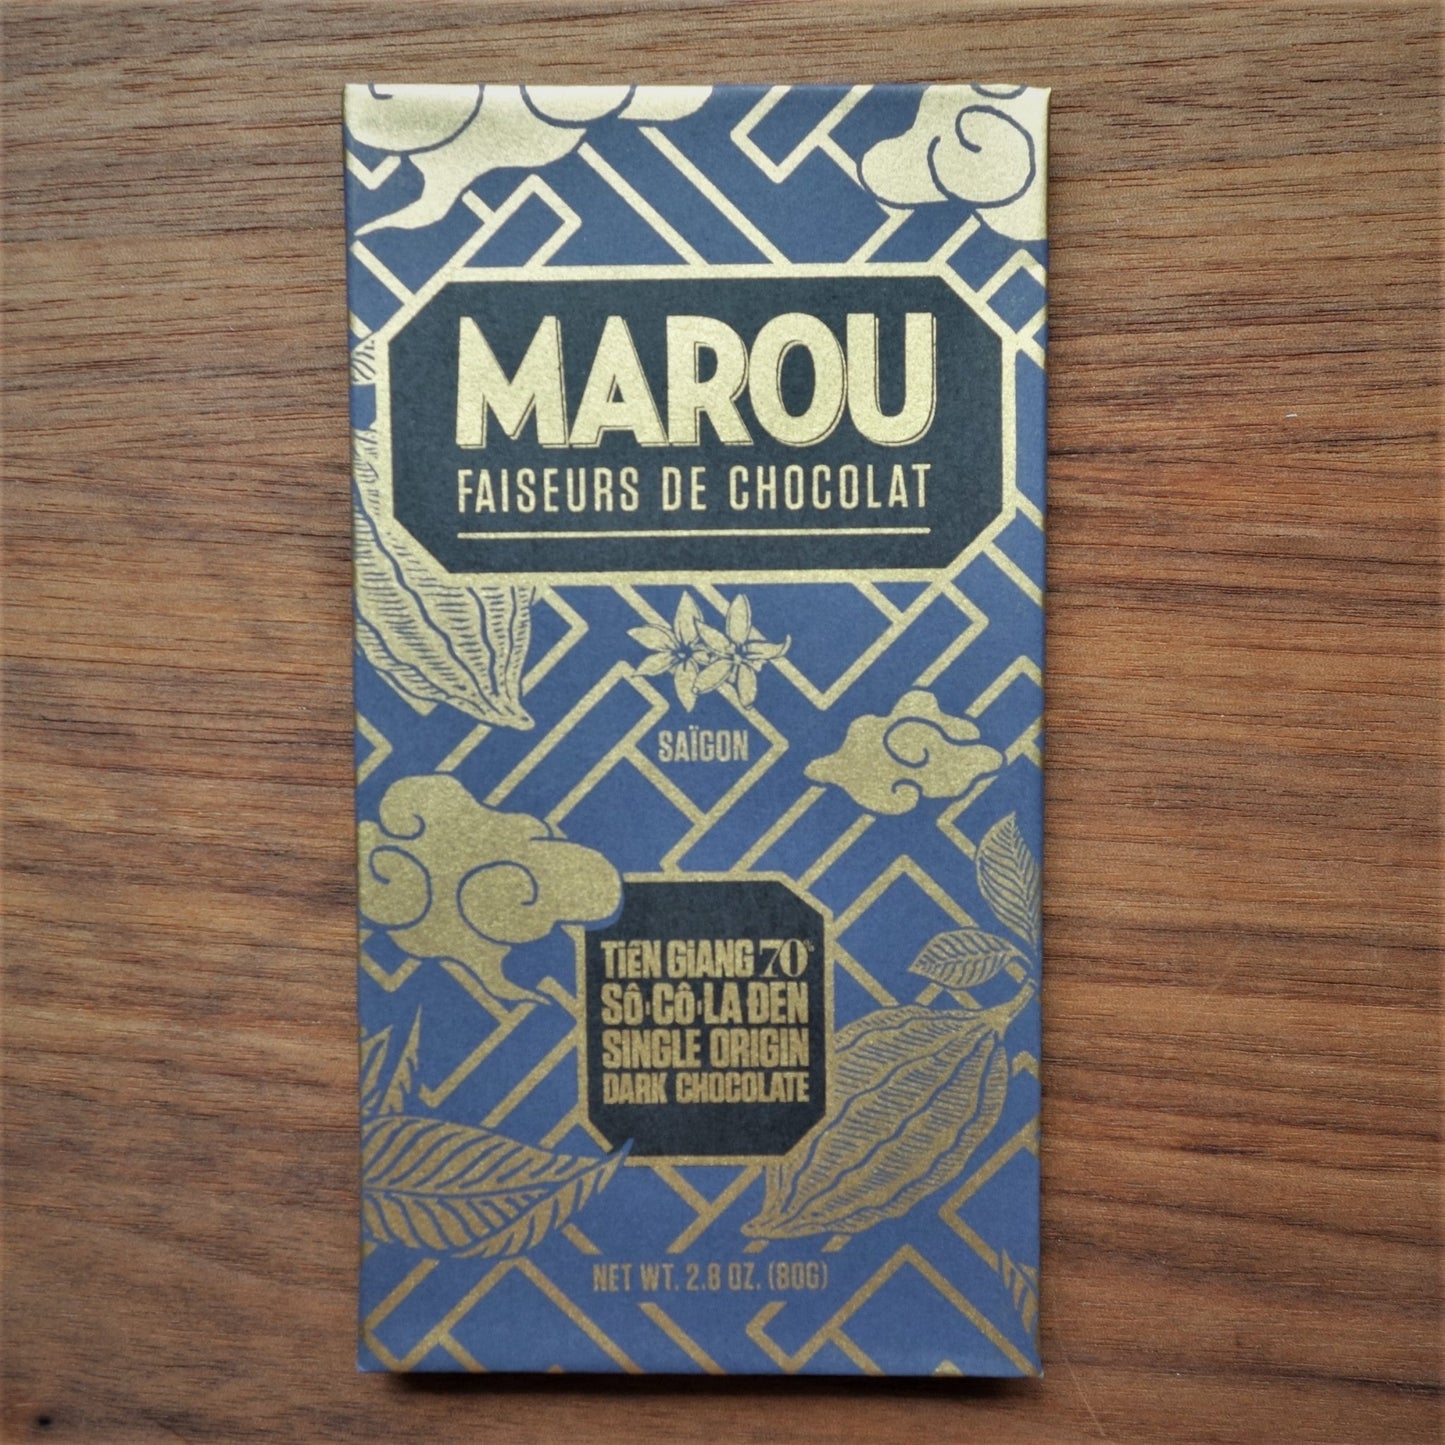 MAROU
FAISEURS DE CHOCOLAT
SAÏGON
TIỀN GIANG 70%
SÔ-CÔ-LA ĐEN
SINGLE ORIGIN
DARK CHOCOLATE
NET WT. 2.8 OZ. (80G)